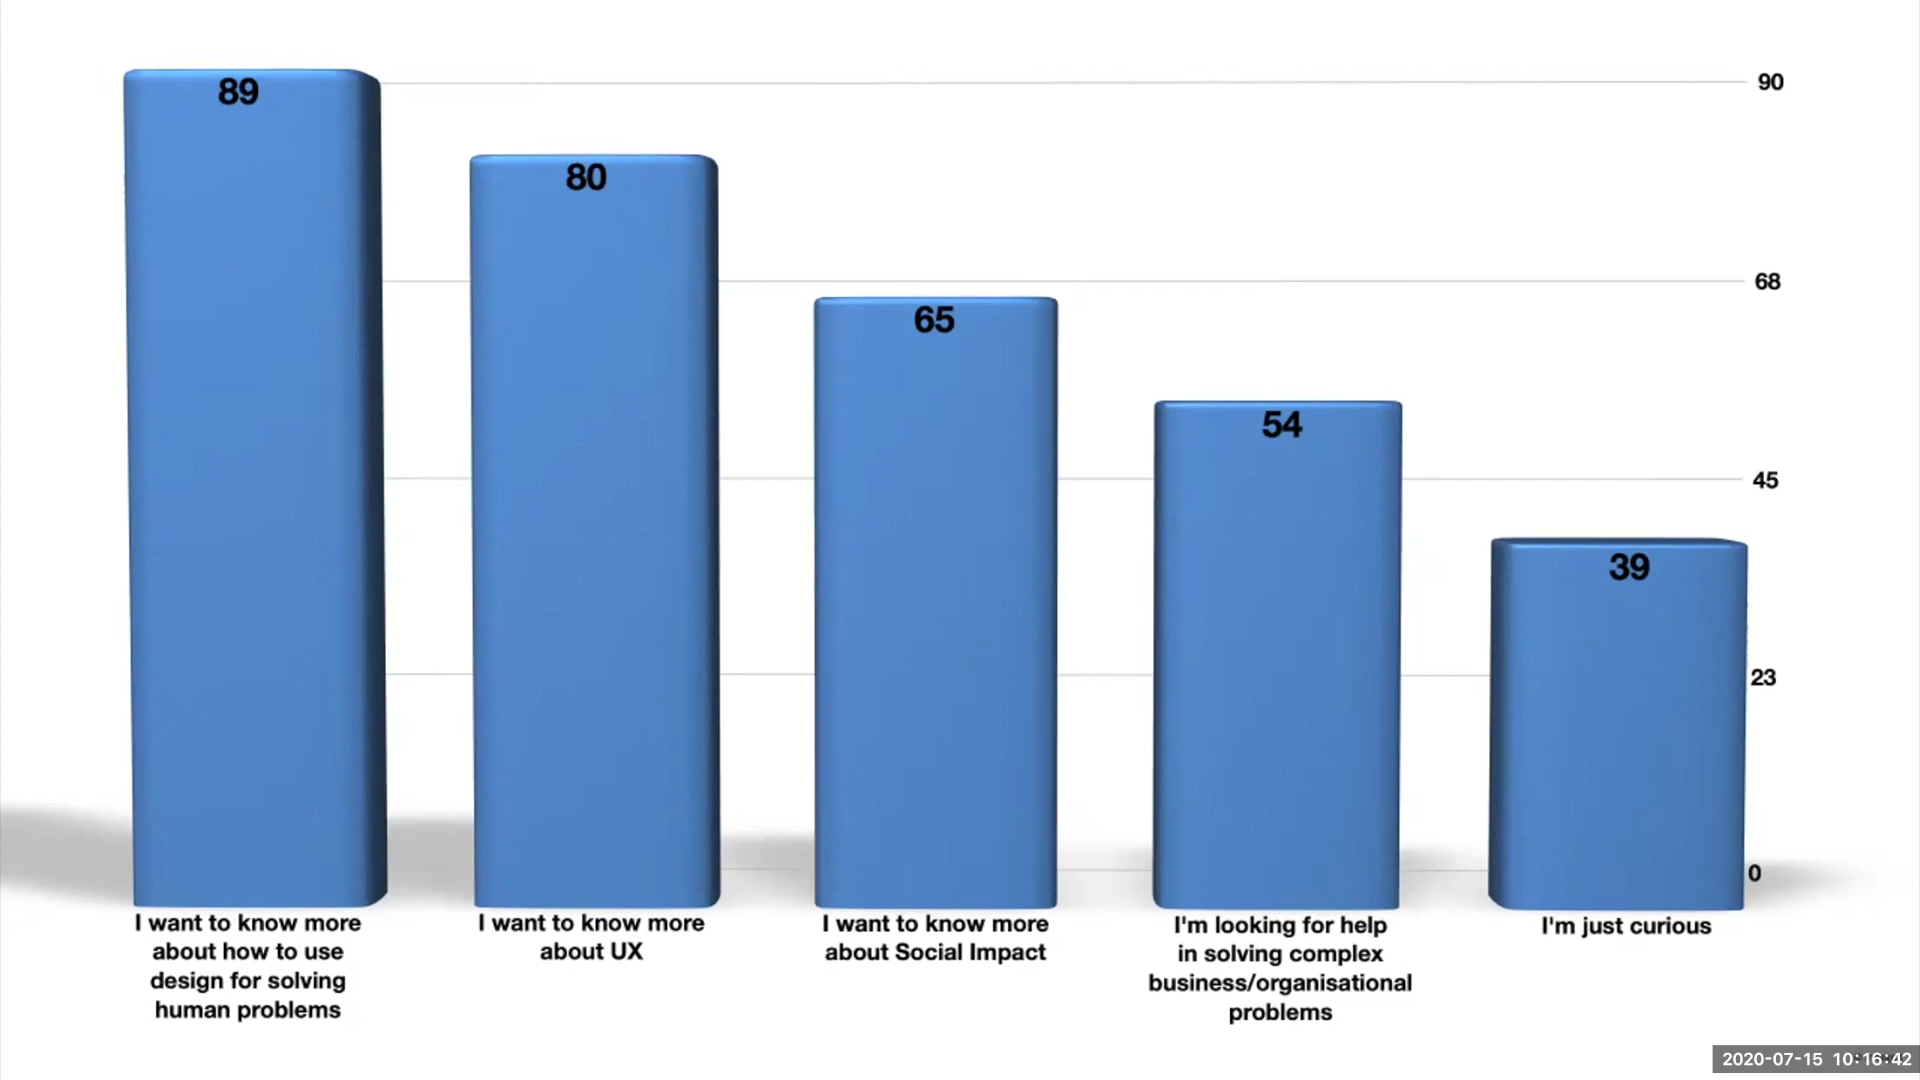 89
80
65
54
39
90
68
45
23
0
I want to know more
about how to use
design for solving
human problems
I want to know more
about UX
I want to know more
about Social Impact
I'm looking for help
in solving complex
business/organisational
problems
I'm just curious
2020-07-15 10:16:42